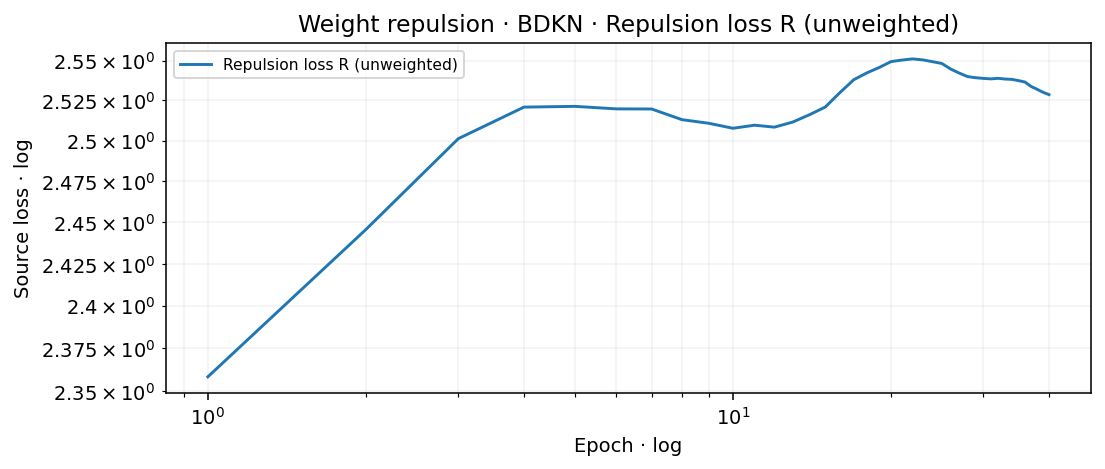 Weight repulsion · BDKN · Repulsion loss R (unweighted)
Repulsion loss R (unweighted)
Source loss · log
2.55 × 10⁰
2.525 × 10⁰
2.5 × 10⁰
2.475 × 10⁰
2.45 × 10⁰
2.425 × 10⁰
2.4 × 10⁰
2.375 × 10⁰
2.35 × 10⁰
10⁰ 10¹
Epoch · log